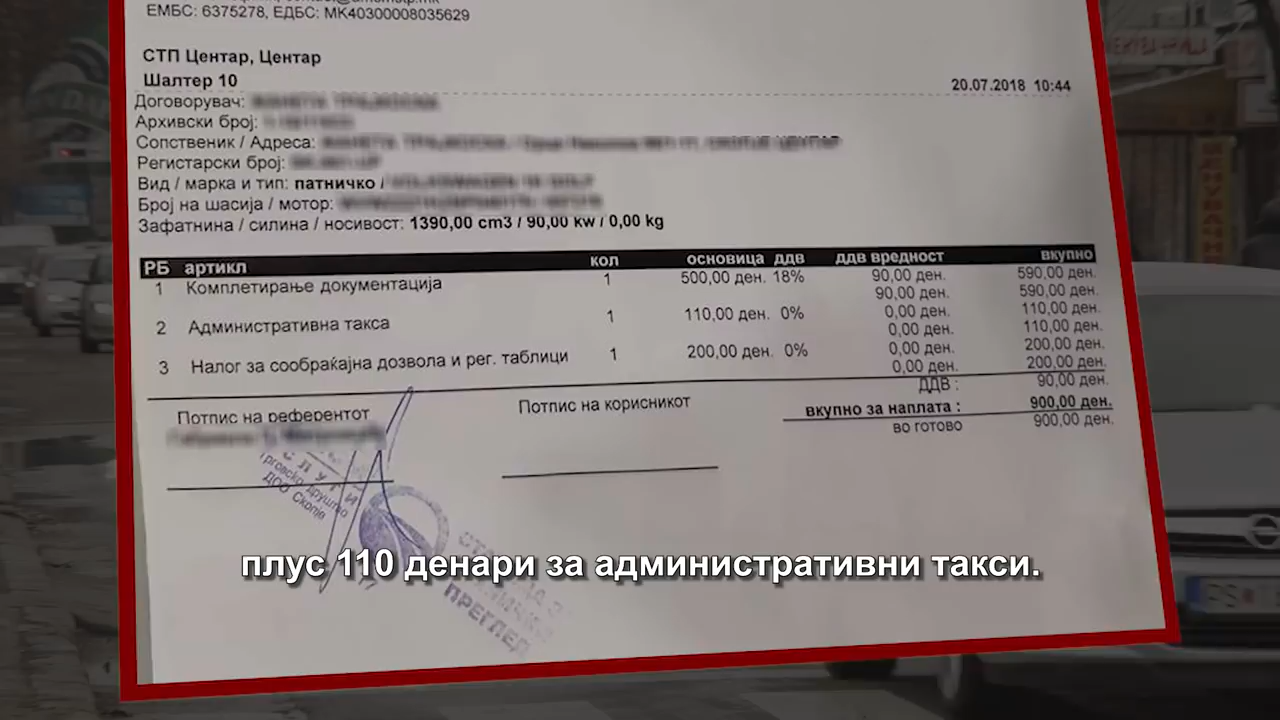 ЕМБС: 6375278, ЕДБС: МК40300008035629
СТП Центар, Центар
Шалтер 10
20.07.2018 10:44
Договорувач:
Архивски број:
Сопственик / Адреса:
Регистарски број:
Вид / марка и тип: патничко /
Број на шасија / мотор:
Зафатнина / силина / носивост: 1390,00 cm3 / 90,00 kw / 0,00 kg
РБ артикл кол основица ддв ддв вредност вкупно
1 Комплетирање документација 1 500,00 ден. 18% 90,00 ден. 590,00 ден.
90,00 ден. 590,00 ден.
2 Административна такса 1 110,00 ден. 0% 0,00 ден. 110,00 ден.
0,00 ден. 110,00 ден.
3 Налог за сообраќајна дозвола и рег. таблици 1 200,00 ден. 0% 0,00 ден. 200,00 ден.
0,00 ден. 200,00 ден.
ДДВ : 90,00 ден.
вкупно за наплата : 900,00 ден.
во готово 900,00 ден.
Потпис на референтот
Потпис на корисникот
ДОО Скопје
ПРЕГЛЕД
плус 110 денари за административни такси.